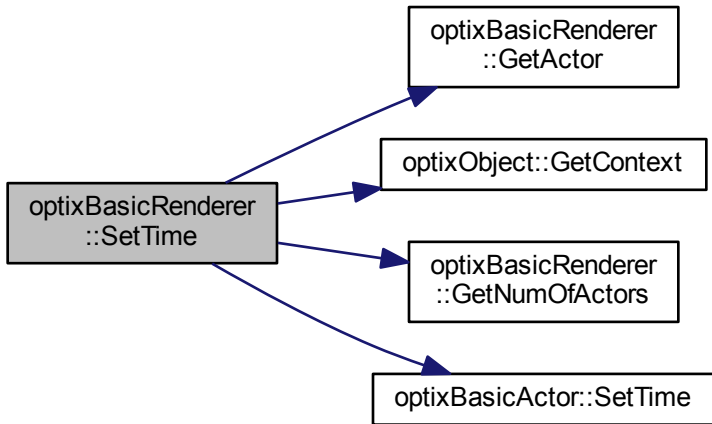 optixBasicRenderer
::GetActor
optixObject::GetContext
optixBasicRenderer
::SetTime
optixBasicRenderer
::GetNumOfActors
optixBasicActor::SetTime